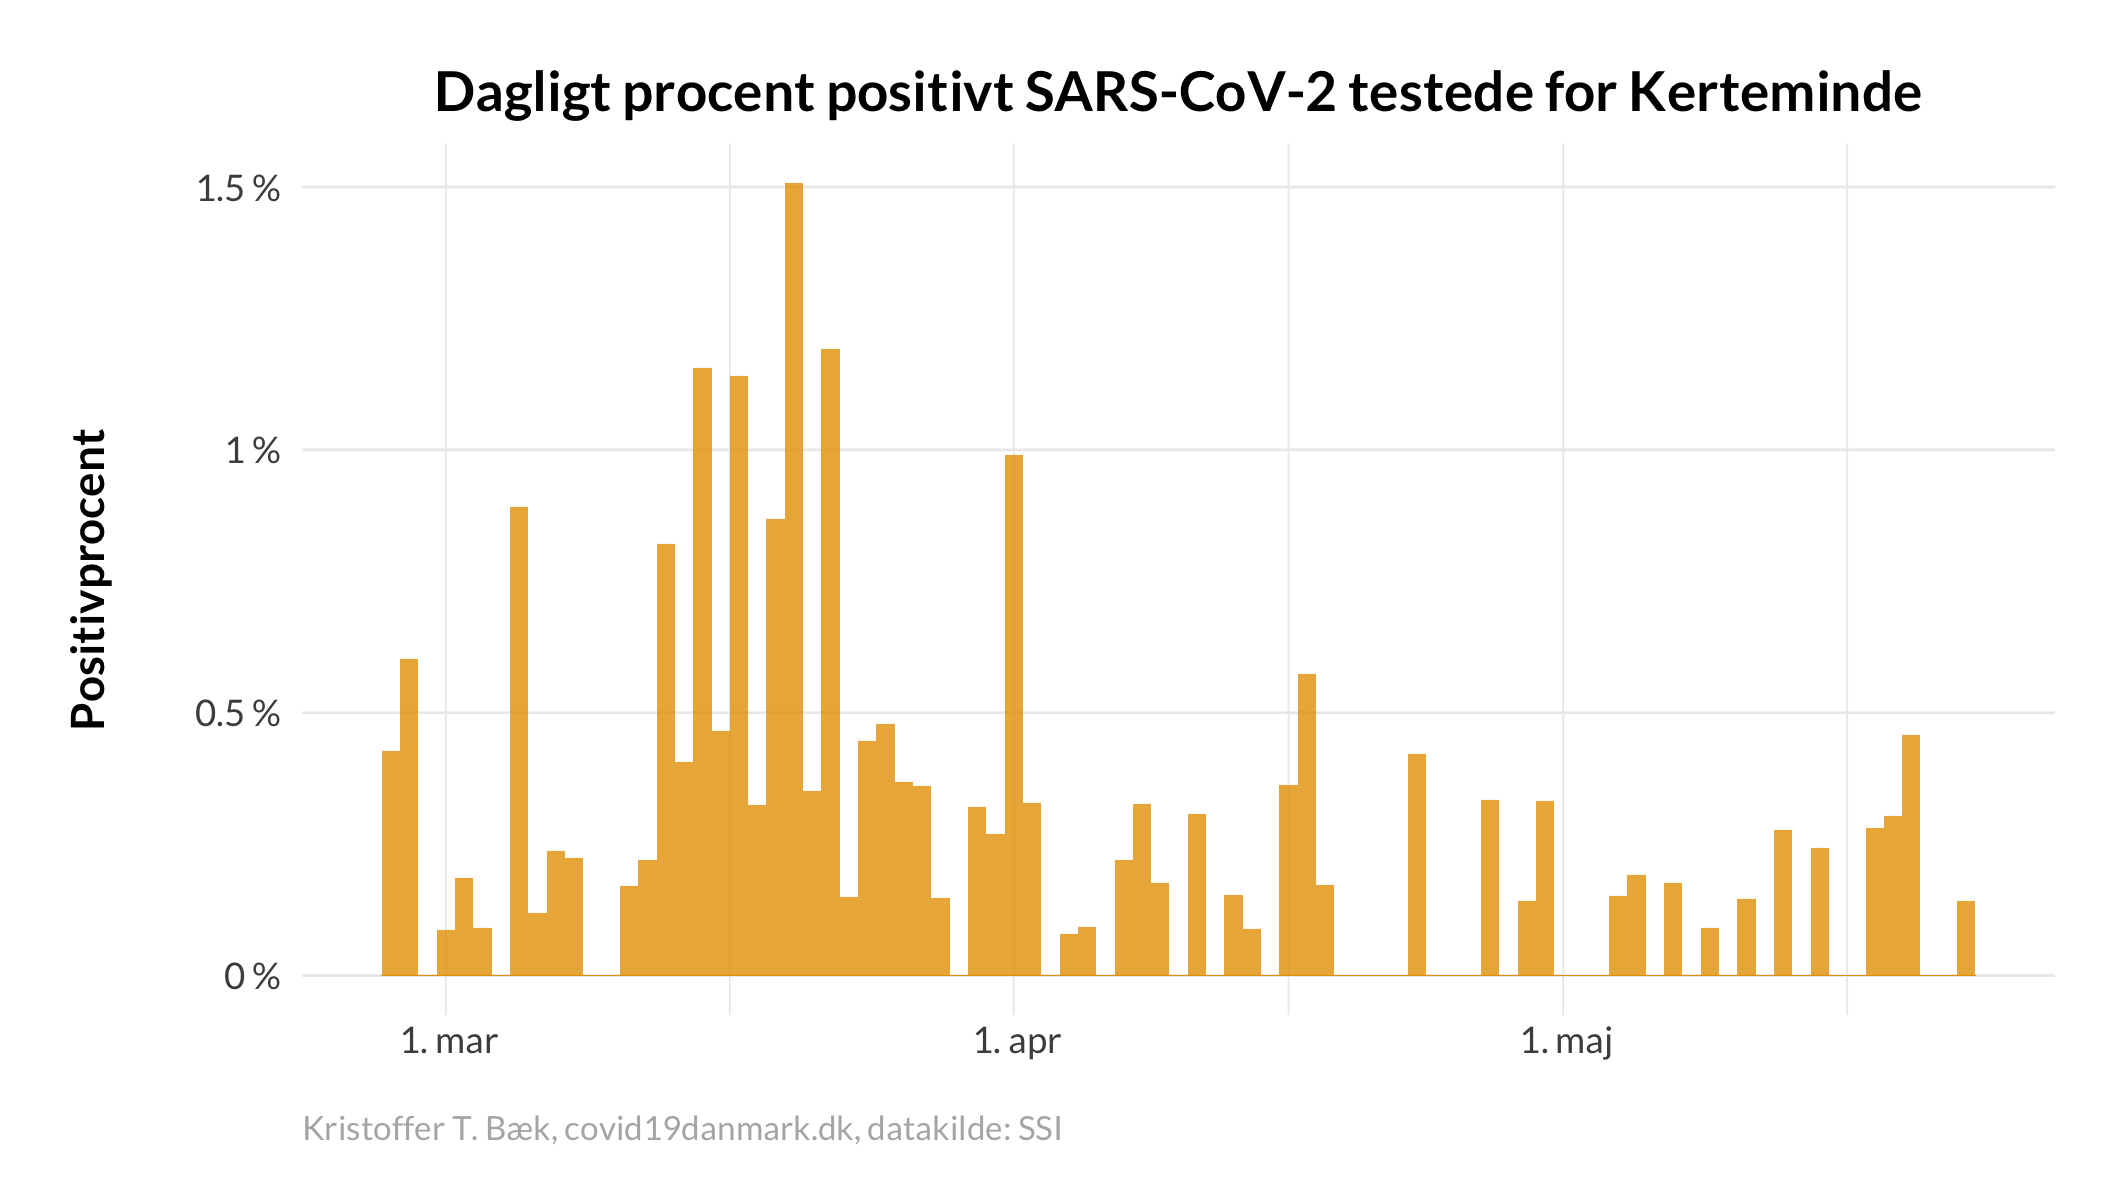 Dagligt procent positivt SARS-CoV-2 testede for Kerteminde
Positivprocent
1.5 %
1 %
0.5 %
0 %
1. mar
1. apr
1. maj
Kristoffer T. Bæk, covid19danmark.dk, datakilde: SSI